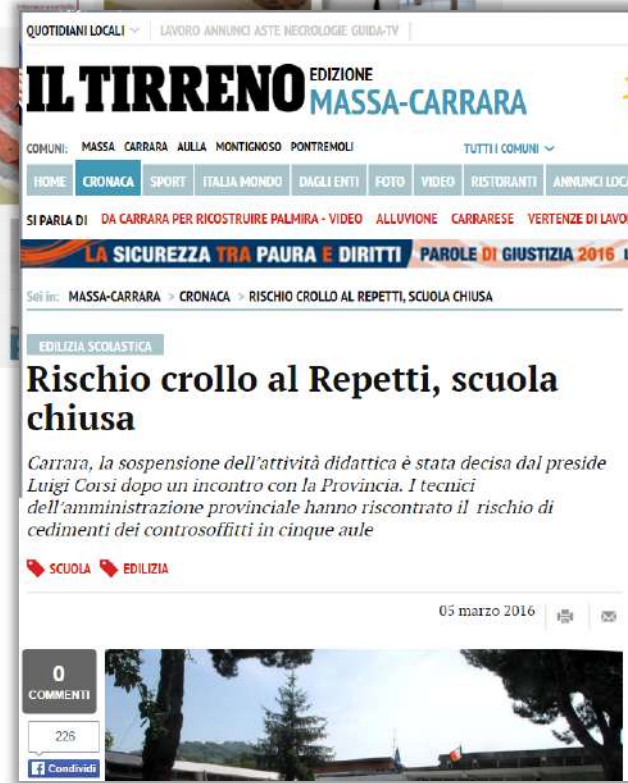 QUOTIDIANI LOCALI LAVORO ANNUNCI ASTE NECROLOGIE GUIDA-TV
IL TIRRENO EDIZIONE
MASSA-CARRARA
COMUNI: MASSA CARRARA AULLA MONTIGNOSO PONTREMOLI TUTTI I COMUNI
HOME CRONACA SPORT ITALIA MONDO DAGLI ENTI FOTO VIDEO RISTORANTI ANNUNCI LOCA
SI PARLA DI DA CARRARA PER RICOSTRUIRE PALMIRA - VIDEO ALLUVIONE CARRARESE VERTENZE DI LAVO
LA SICUREZZA TRA PAURA E DIRITTI PAROLE DI GIUSTIZIA 2016
Sei in: MASSA-CARRARA > CRONACA > RISCHIO CROLLO AL REPETTI, SCUOLA CHIUSA
EDILIZIA SCOLASTICA
Rischio crollo al Repetti, scuola
chiusa
Carrara, la sospensione dell'attività didattica è stata decisa dal preside
Luigi Corsi dopo un incontro con la Provincia. I tecnici
dell'amministrazione provinciale hanno riscontrato il rischio di
cedimenti dei controsoffitti in cinque aule
SCUOLA EDILIZIA
05 marzo 2016
0
COMMENTI
226
Condividi